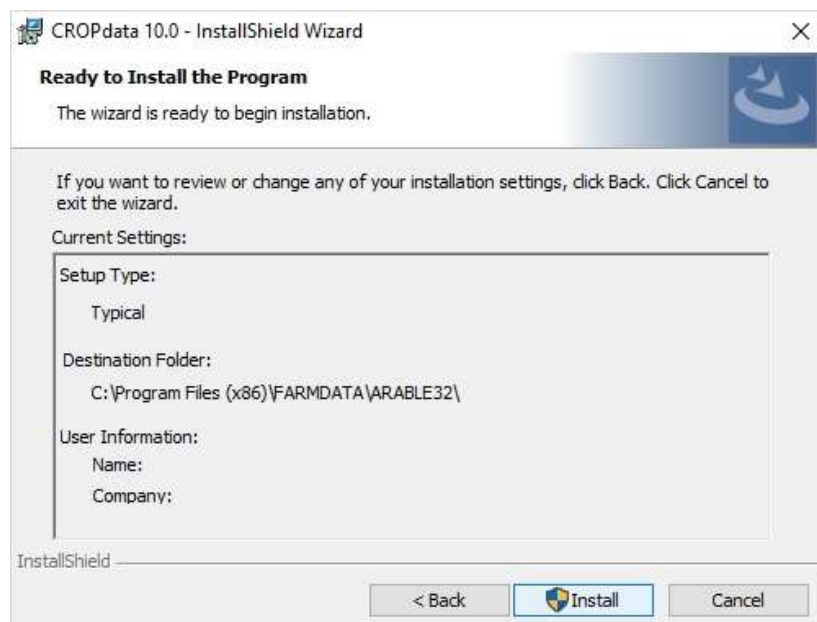 CROPdata 10.0 - InstallShield Wizard
Ready to Install the Program
The wizard is ready to begin installation.
If you want to review or change any of your installation settings, click Back. Click Cancel to
exit the wizard.
Current Settings:
Setup Type:
Typical
Destination Folder:
C:\Program Files (x86)\FARMDATA\ARABLE32\
User Information:
Name:
Company:
InstallShield
< Back
Install
Cancel